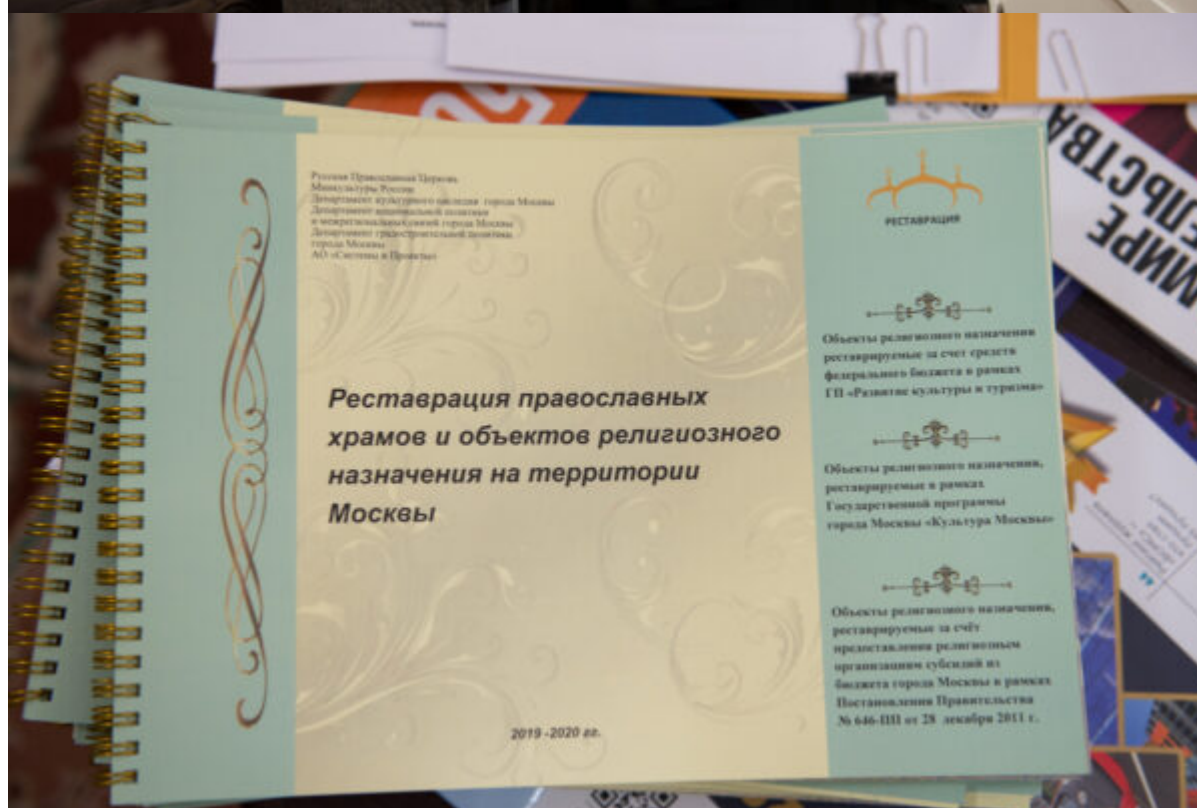 Русская Православная Церковь
Минкультуры России
Департамент культурного наследия города Москвы
Департамент национальной политики
и межрегиональных связей города Москвы
Департамент градостроительной политики
города Москвы
АО «Системы и Проекты»
Реставрация православных
храмов и объектов религиозного
назначения на территории
Москвы
2019 -2020 гг.
РЕСТАВРАЦИЯ
Объекты религиозного назначения
реставрируемые за счет средств
федерального бюджета в рамках
ГП «Развитие культуры и туризма»
Объекты религиозного назначения,
реставрируемые в рамках
Государственной программы
города Москвы «Культура Москвы»
Объекты религиозного назначения,
реставрируемые за счёт
предоставления религиозным
организациям субсидий из
бюджета города Москвы в рамках
Постановления Правительства
№ 646-ПП от 28 декабря 2011 г.
МИРЕ